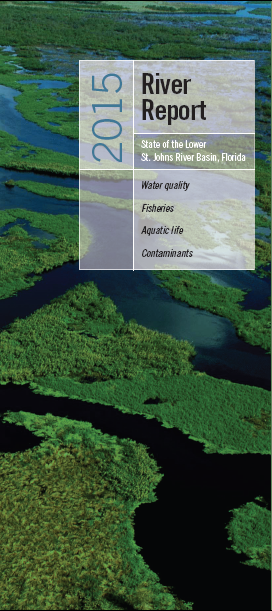 2015
River
Report
State of the Lower
St. Johns River Basin, Florida
Water quality
Fisheries
Aquatic life
Contaminants